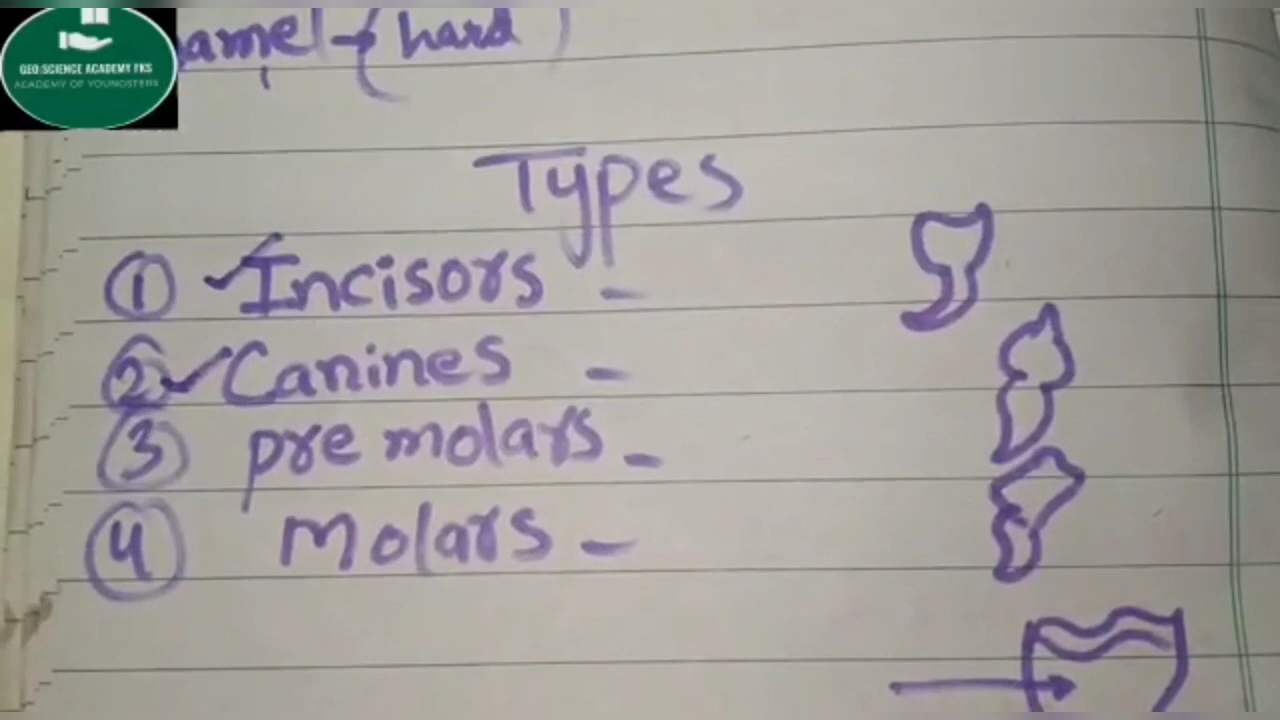 GEO:SCIENCE ACADEMY FKS
ACADEMY OF YOUNGSTERS
(hard)
Types
① ✓Incisors -
② ✓Canines -
③ pre molars -
④ Molars -